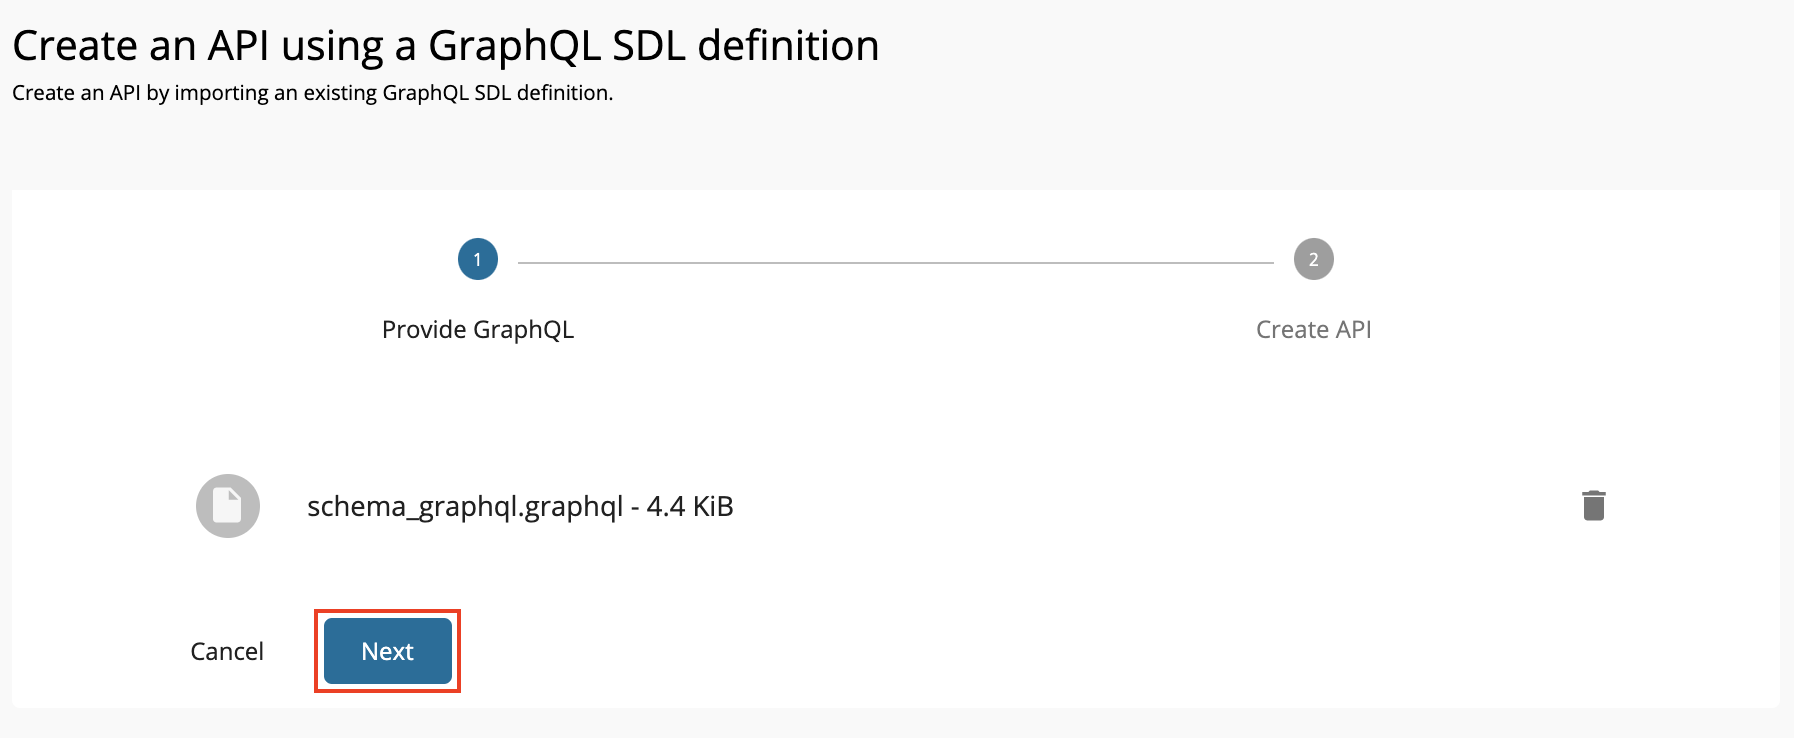 Create an API using a GraphQL SDL definition
Create an API by importing an existing GraphQL SDL definition.
1
2
Provide GraphQL
Create API
schema_graphql.graphql - 4.4 KiB
Cancel
Next